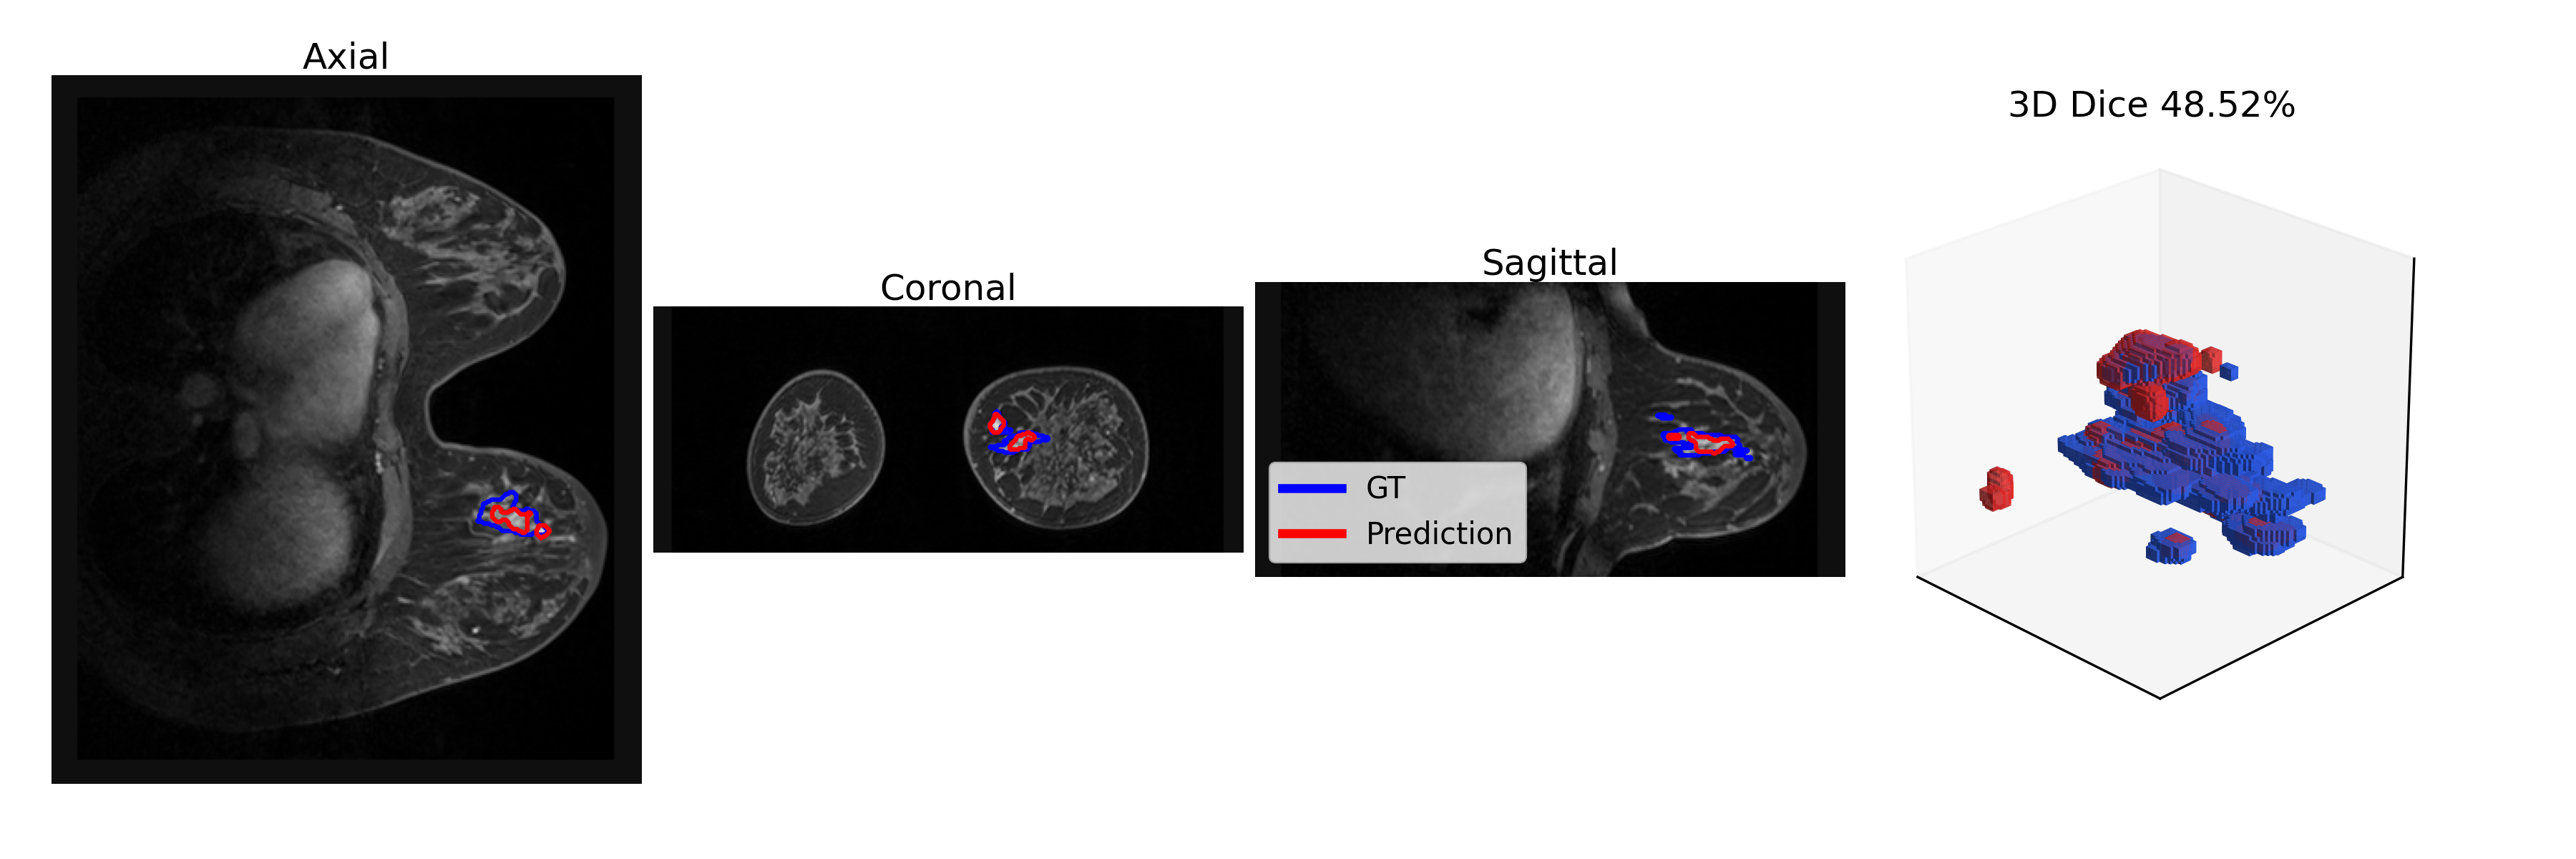 Axial
Coronal
Sagittal
GT
Prediction
3D Dice 48.52%